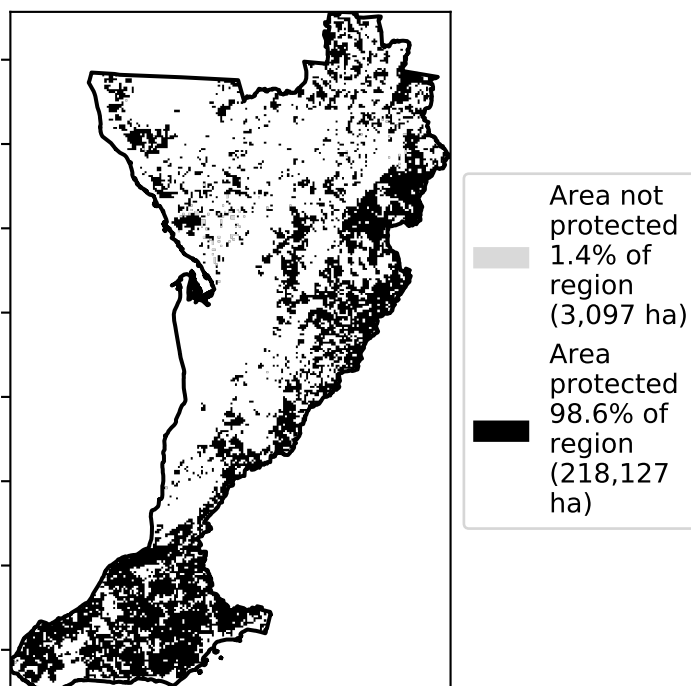 Area not
protected
1.4% of
region
(3,097 ha)
Area
protected
98.6% of
region
(218,127
ha)